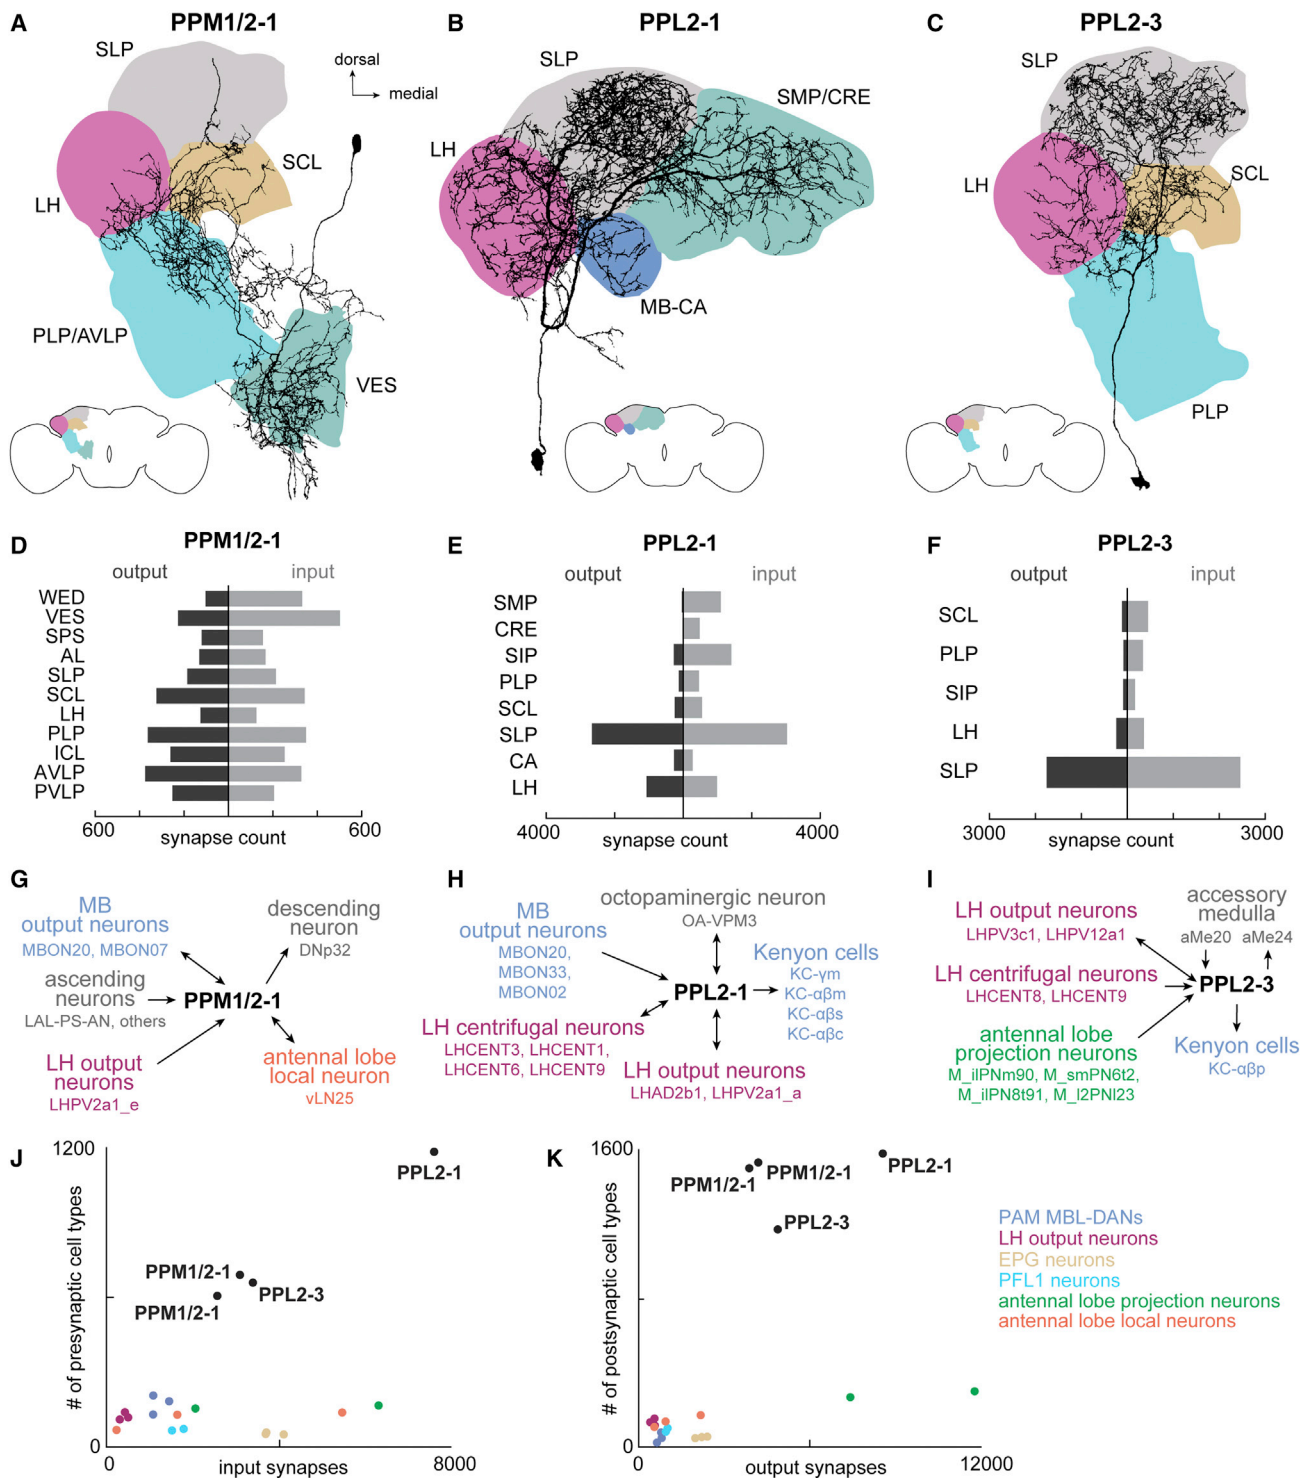 A
PPM1/2-1
SLP
dorsal
medial
LH
SCL
PLP/AVLP
VES
B
PPL2-1
SLP
SMP/CRE
LH
MB-CA
C
PPL2-3
SLP
LH
SCL
PLP
D
PPM1/2-1
output
input
WED
VES
SPS
AL
SLP
SCL
LH
PLP
ICL
AVLP
PVLP
600
600
synapse count
E
PPL2-1
output
input
SMP
CRE
SIP
PLP
SCL
SLP
CA
LH
4000
4000
synapse count
F
PPL2-3
output
input
SCL
PLP
SIP
LH
SLP
3000
3000
synapse count
G
MB
output neurons
MBON20, MBON07
descending
neuron
DNp32
ascending
neurons
LAL-PS-AN, others
PPM1/2-1
LH output
neurons
LHPV2a1_e
antennal lobe
local neuron
vLN25
H
octopaminergic neuron
OA-VPM3
MB
output neurons
MBON20,
MBON33,
MBON02
Kenyon cells
KC-γm
KC-αβm
KC-αβs
KC-αβc
PPL2-1
LH centrifugal neurons
LHCENT3, LHCENT1,
LHCENT6, LHCENT9
LH output neurons
LHAD2b1, LHPV2a1_a
I
LH output neurons
LHPV3c1, LHPV12a1
accessory
medulla
aMe20 aMe24
LH centrifugal neurons
LHCENT8, LHCENT9
PPL2-3
antennal lobe
projection neurons
M_ilPNm90, M_smPN6t2,
M_ilPN8t91, M_l2PNl23
Kenyon cells
KC-αβp
J
1200
# of presynaptic cell types
PPL2-1
PPM1/2-1
PPL2-3
PPM1/2-1
0
0
input synapses
8000
K
1600
# of postsynaptic cell types
PPM1/2-1
PPM1/2-1
PPL2-1
PPL2-3
0
0
output synapses
12000
PAM MBL-DANs
LH output neurons
EPG neurons
PFL1 neurons
antennal lobe projection neurons
antennal lobe local neurons